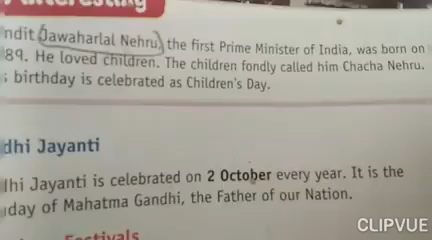 ndit Jawaharlal Nehru, the first Prime Minister of India, was born on
89. He loved children. The children fondly called him Chacha Nehru.
s birthday is celebrated as Children's Day.
dhi Jayanti
dhi Jayanti is celebrated on 2 October every year. It is the
day of Mahatma Gandhi, the Father of our Nation.
Festivals
CLIPVUE